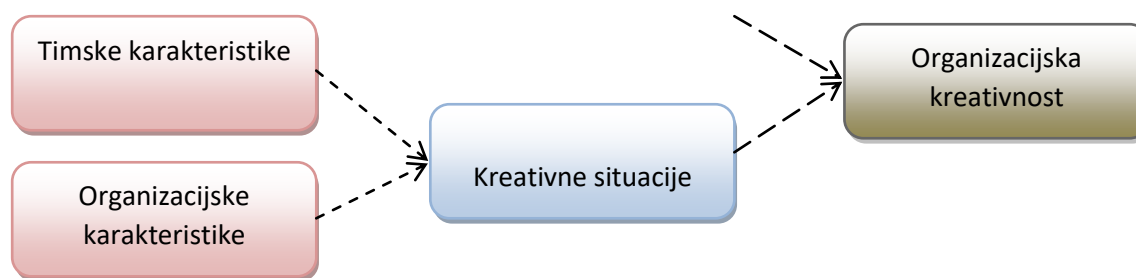 Timske karakteristike
Organizacijske
karakteristike
Kreativne situacije
Organizacijska
kreativnost